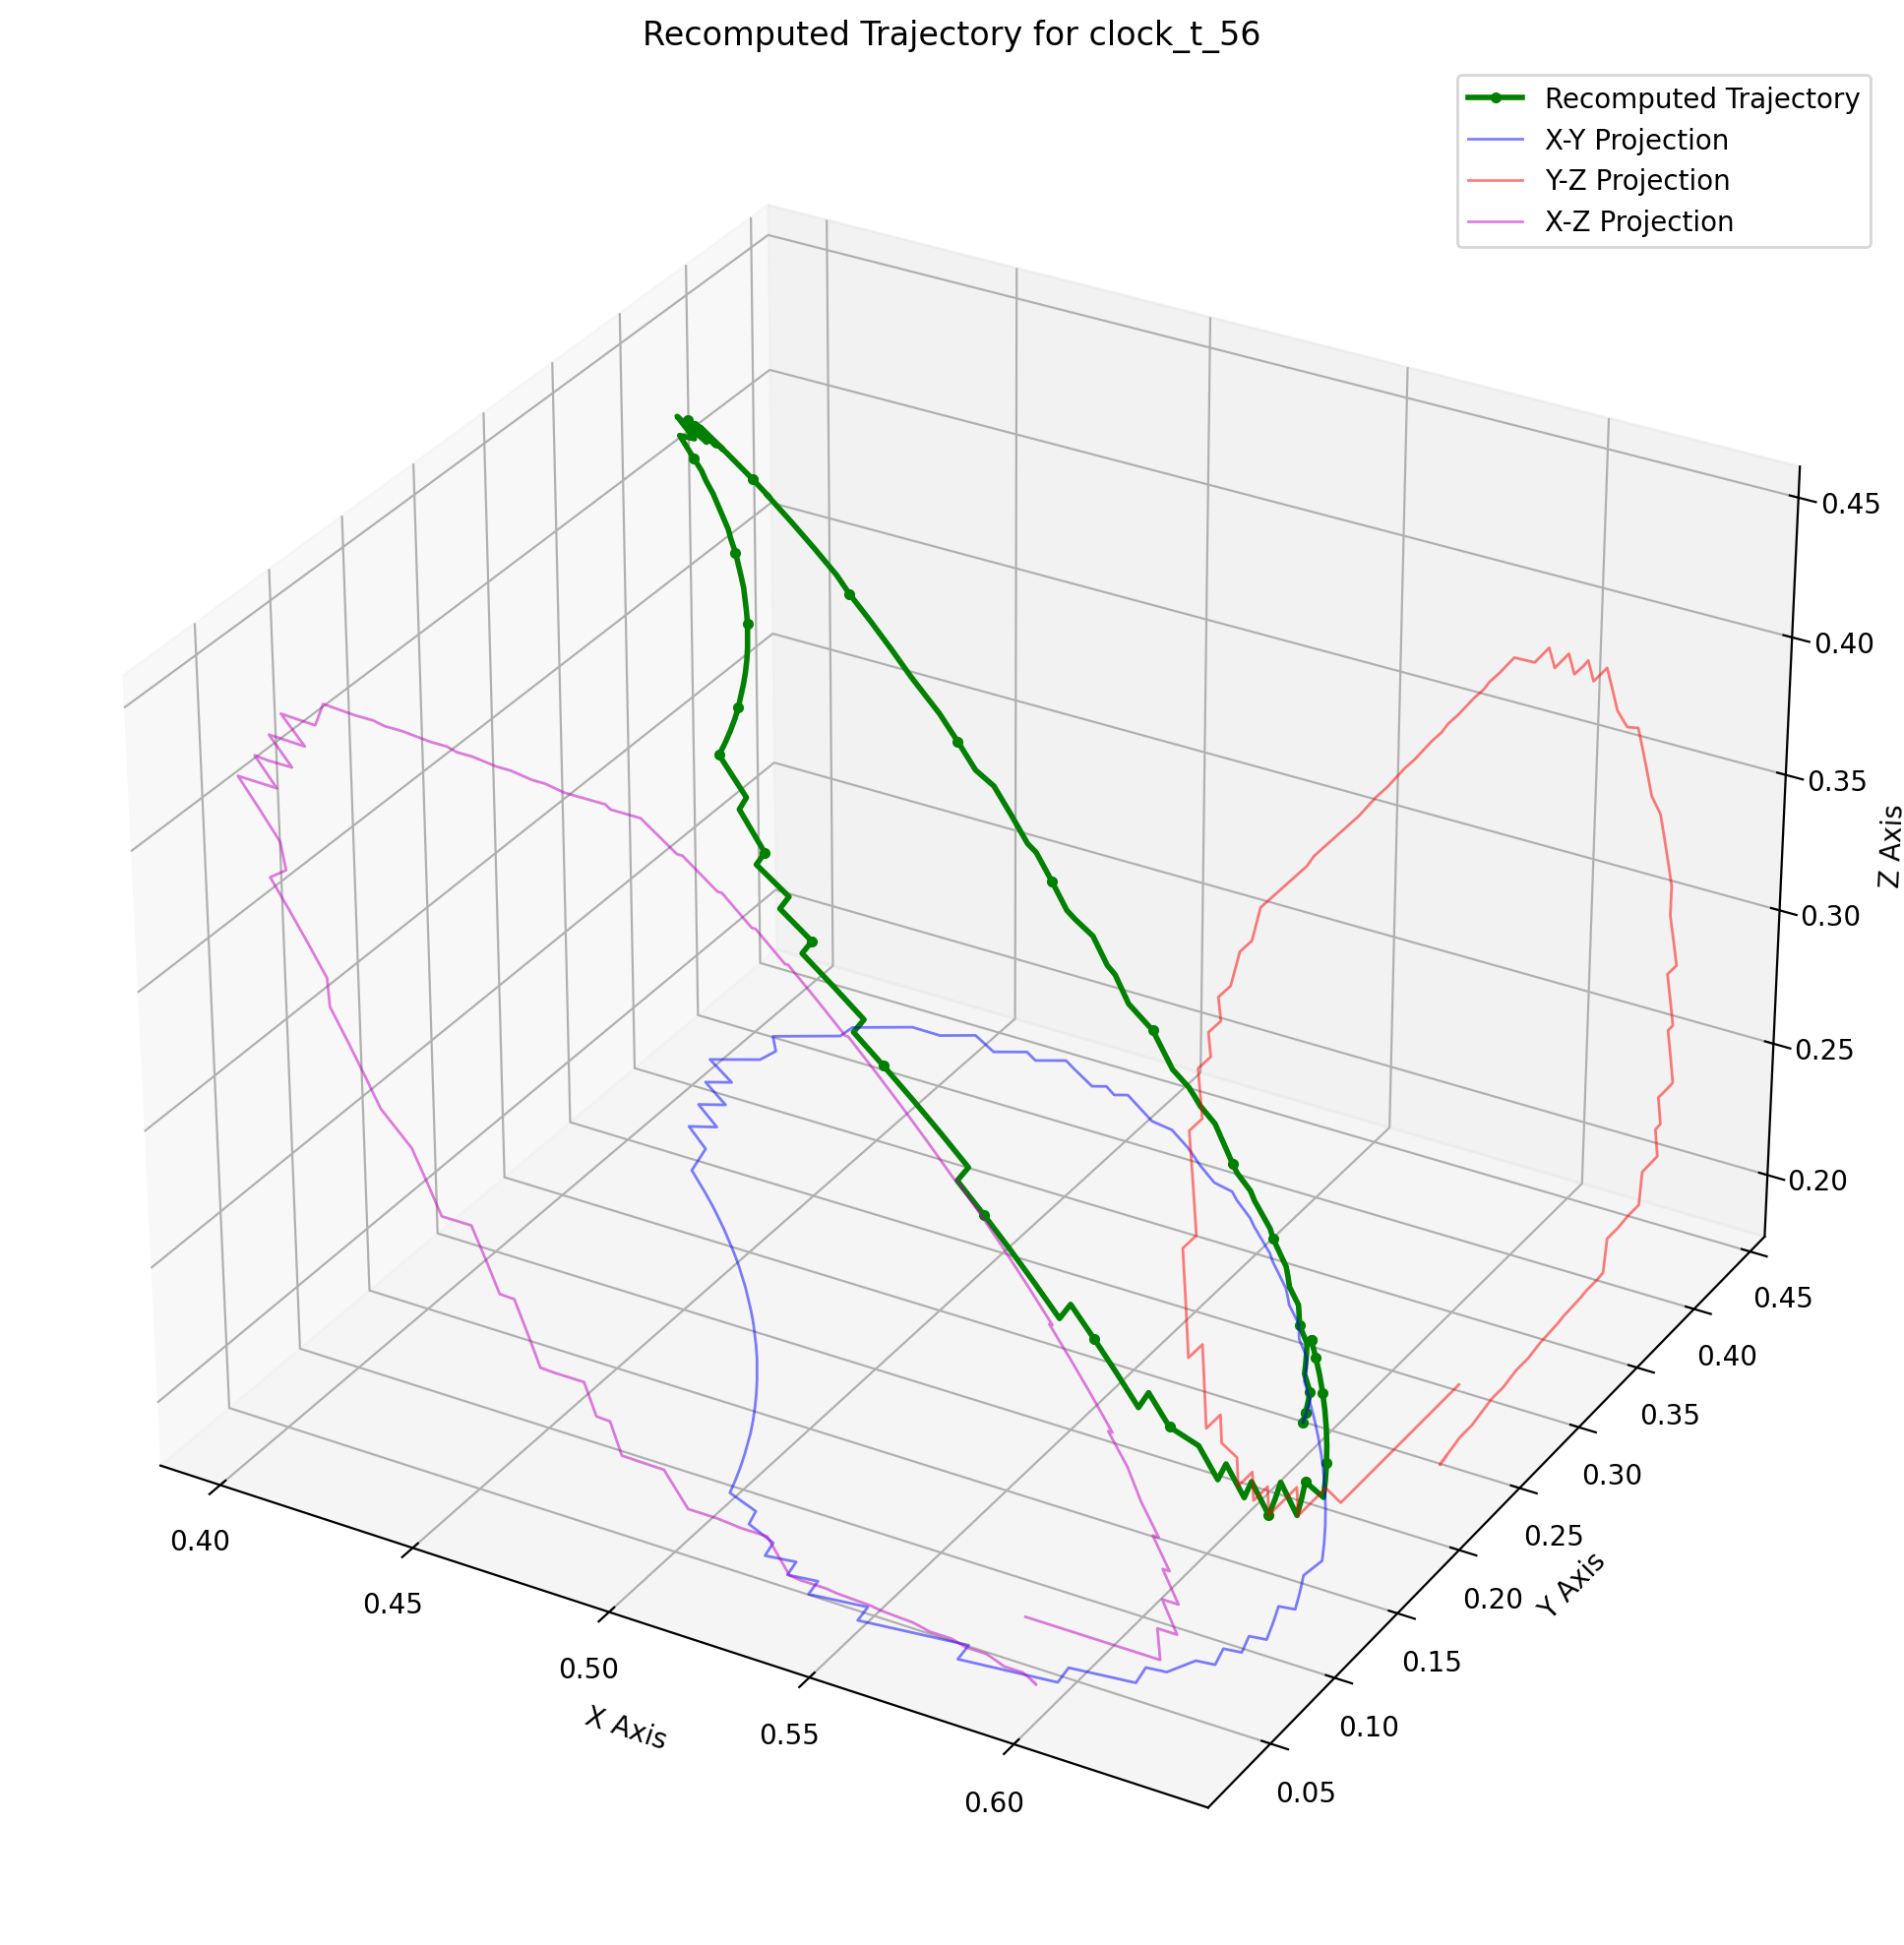 Recomputed Trajectory for clock_t_56
Recomputed Trajectory
X-Y Projection
Y-Z Projection
X-Z Projection
0.45
0.40
0.35
0.30
0.25
0.20
Z Axis
0.45
0.40
0.35
0.30
0.25
0.20
0.15
0.10
0.05
Y Axis
0.40
0.45
0.50
0.55
0.60
X Axis